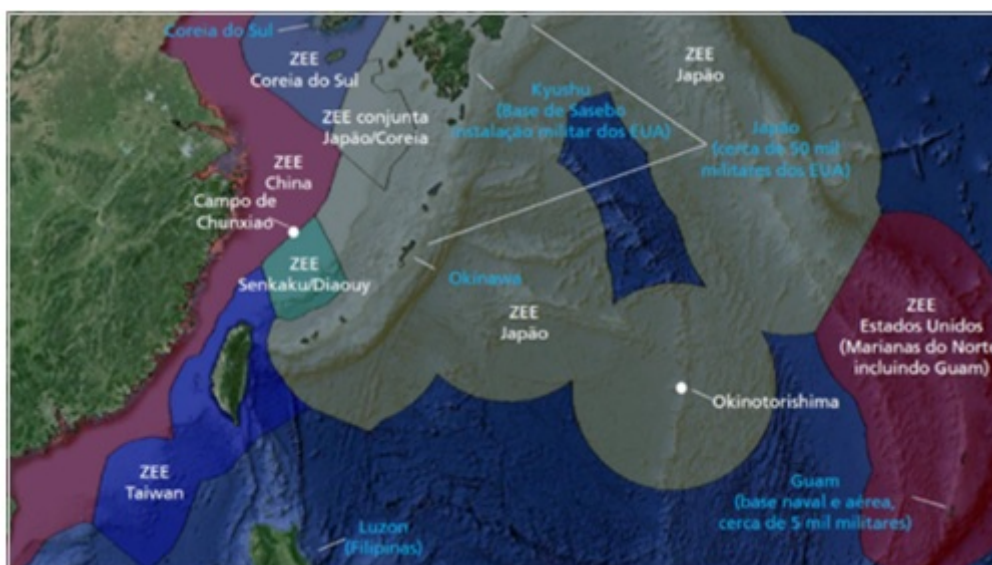 Coreia do Sul
ZEE
Coreia do Sul
ZEE
Japão
ZEE conjunta
Japão/Coreia
Kyushu
(Base de Sasebo
instalação militar dos EUA)
Japão
(cerca de 50 mil
militares dos EUA)
ZEE
China
Campo de
Chunxiao
ZEE
Senkaku/Diaouy
Okinawa
ZEE
Japão
ZEE
Estados Unidos
(Marianas do Norte
incluindo Guam)
Okinotorishima
ZEE
Taiwan
Guam
(base naval e aérea,
cerca de 5 mil militares)
Luzon
(Filipinas)